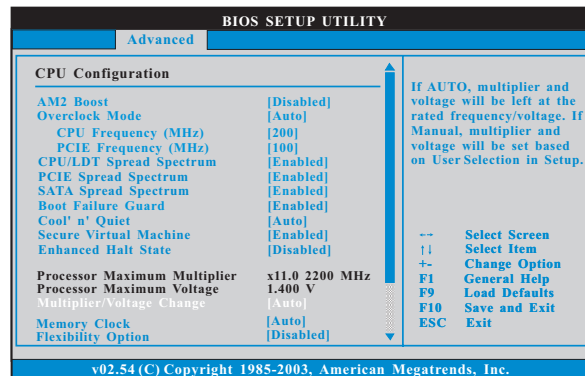 BIOS SETUP UTILITY
Advanced
CPU Configuration
AM2 Boost [Disabled]
Overclock Mode [Auto]
CPU Frequency (MHz) [200]
PCIE Frequency (MHz) [100]
CPU/LDT Spread Spectrum [Enabled]
PCIE Spread Spectrum [Enabled]
SATA Spread Spectrum [Enabled]
Boot Failure Guard [Enabled]
Cool' n' Quiet [Auto]
Secure Virtual Machine [Enabled]
Enhanced Halt State [Disabled]
Processor Maximum Multiplier x11.0 2200 MHz
Processor Maximum Voltage 1.400 V
Multiplier/Voltage Change [Auto]
Memory Clock [Auto]
Flexibility Option [Disabled]
If AUTO, multiplier and
voltage will be left at the
rated frequency/voltage. If
Manual, multiplier and
voltage will be set based
on User Selection in Setup.
↔ Select Screen
↑↓ Select Item
+- Change Option
F1 General Help
F9 Load Defaults
F10 Save and Exit
ESC Exit
v02.54 (C) Copyright 1985-2003, American Megatrends, Inc.